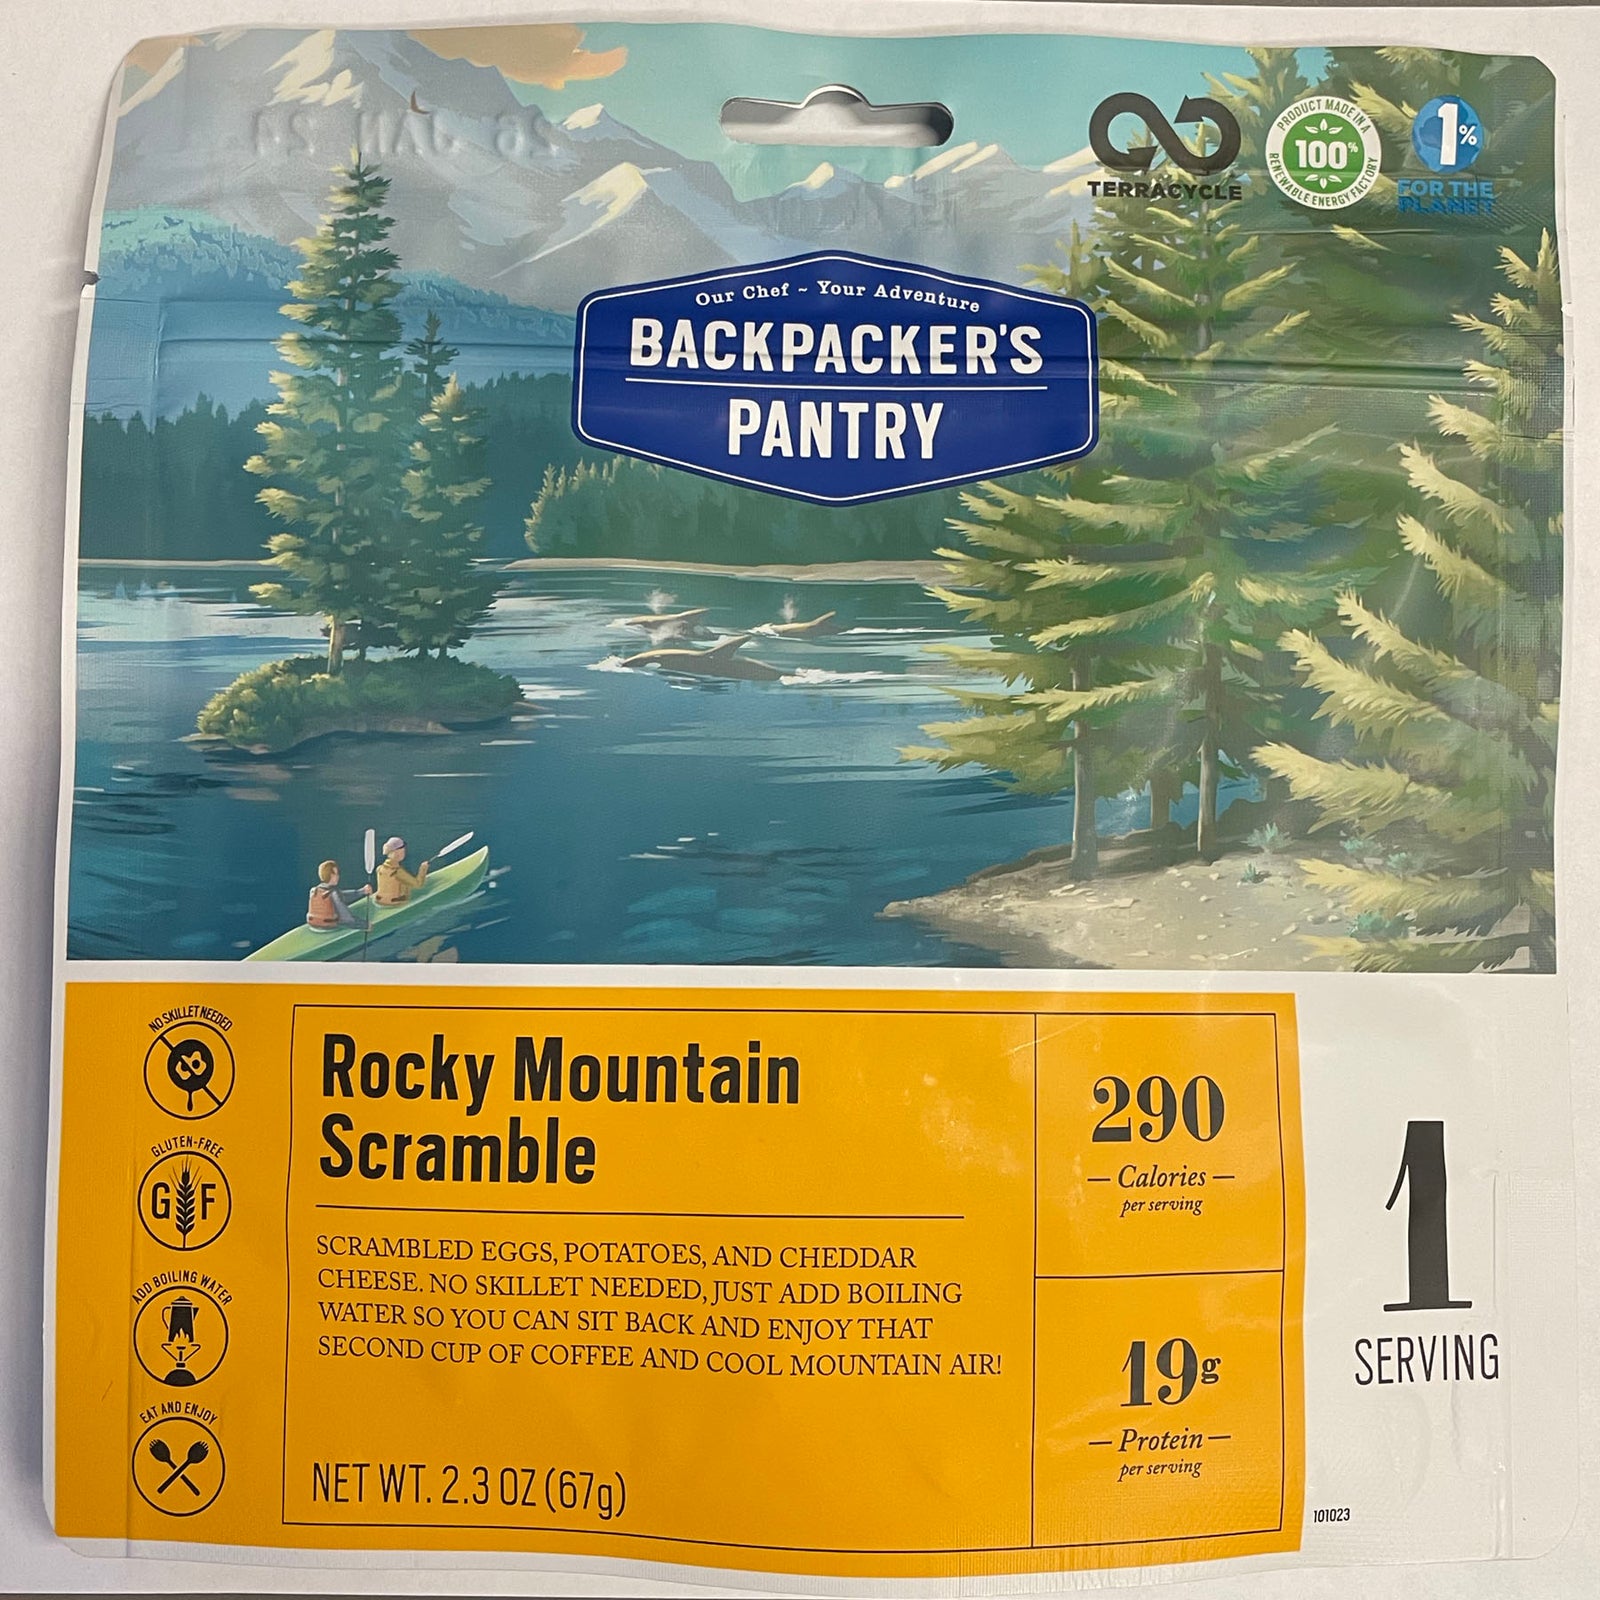 26 JAN 24
TERRACYCLE
PRODUCT MADE IN A
100%
RENEWABLE ENERGY FACTORY
1%
FOR THE
PLANET
Our Chef ~ Your Adventure
BACKPACKER'S
PANTRY
NO SKILLET NEEDED
GLUTEN-FREE
G F
ADD BOILING WATER
EAT AND ENJOY
Rocky Mountain
Scramble
SCRAMBLED EGGS, POTATOES, AND CHEDDAR
CHEESE. NO SKILLET NEEDED, JUST ADD BOILING
WATER SO YOU CAN SIT BACK AND ENJOY THAT
SECOND CUP OF COFFEE AND COOL MOUNTAIN AIR!
NET WT. 2.3 OZ (67g)
290
— Calories —
per serving
19g
— Protein —
per serving
1
SERVING
101023